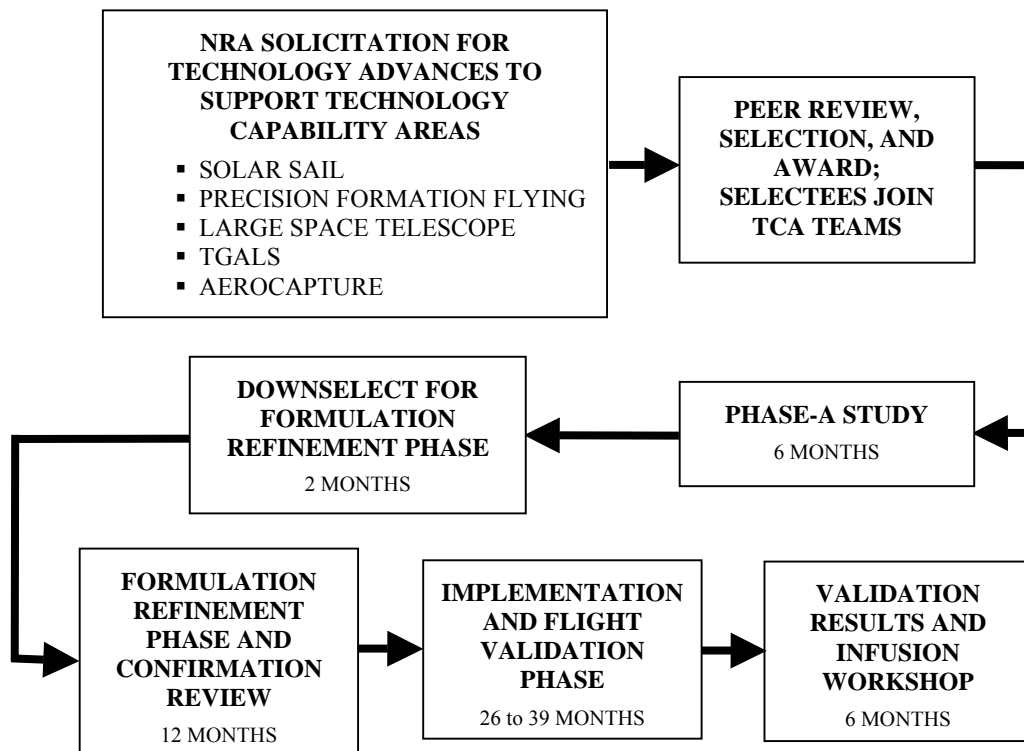 NRA SOLICITATION FOR
TECHNOLOGY ADVANCES TO
SUPPORT TECHNOLOGY
CAPABILITY AREAS
▪ SOLAR SAIL
▪ PRECISION FORMATION FLYING
▪ LARGE SPACE TELESCOPE
▪ TGALS
▪ AEROCAPTURE
PEER REVIEW,
SELECTION, AND
AWARD;
SELECTEES JOIN
TCA TEAMS
PHASE-A STUDY
6 MONTHS
DOWNSELECT FOR
FORMULATION
REFINEMENT PHASE
2 MONTHS
FORMULATION
REFINEMENT
PHASE AND
CONFIRMATION
REVIEW
12 MONTHS
IMPLEMENTATION
AND FLIGHT
VALIDATION
PHASE
26 to 39 MONTHS
VALIDATION
RESULTS AND
INFUSION
WORKSHOP
6 MONTHS